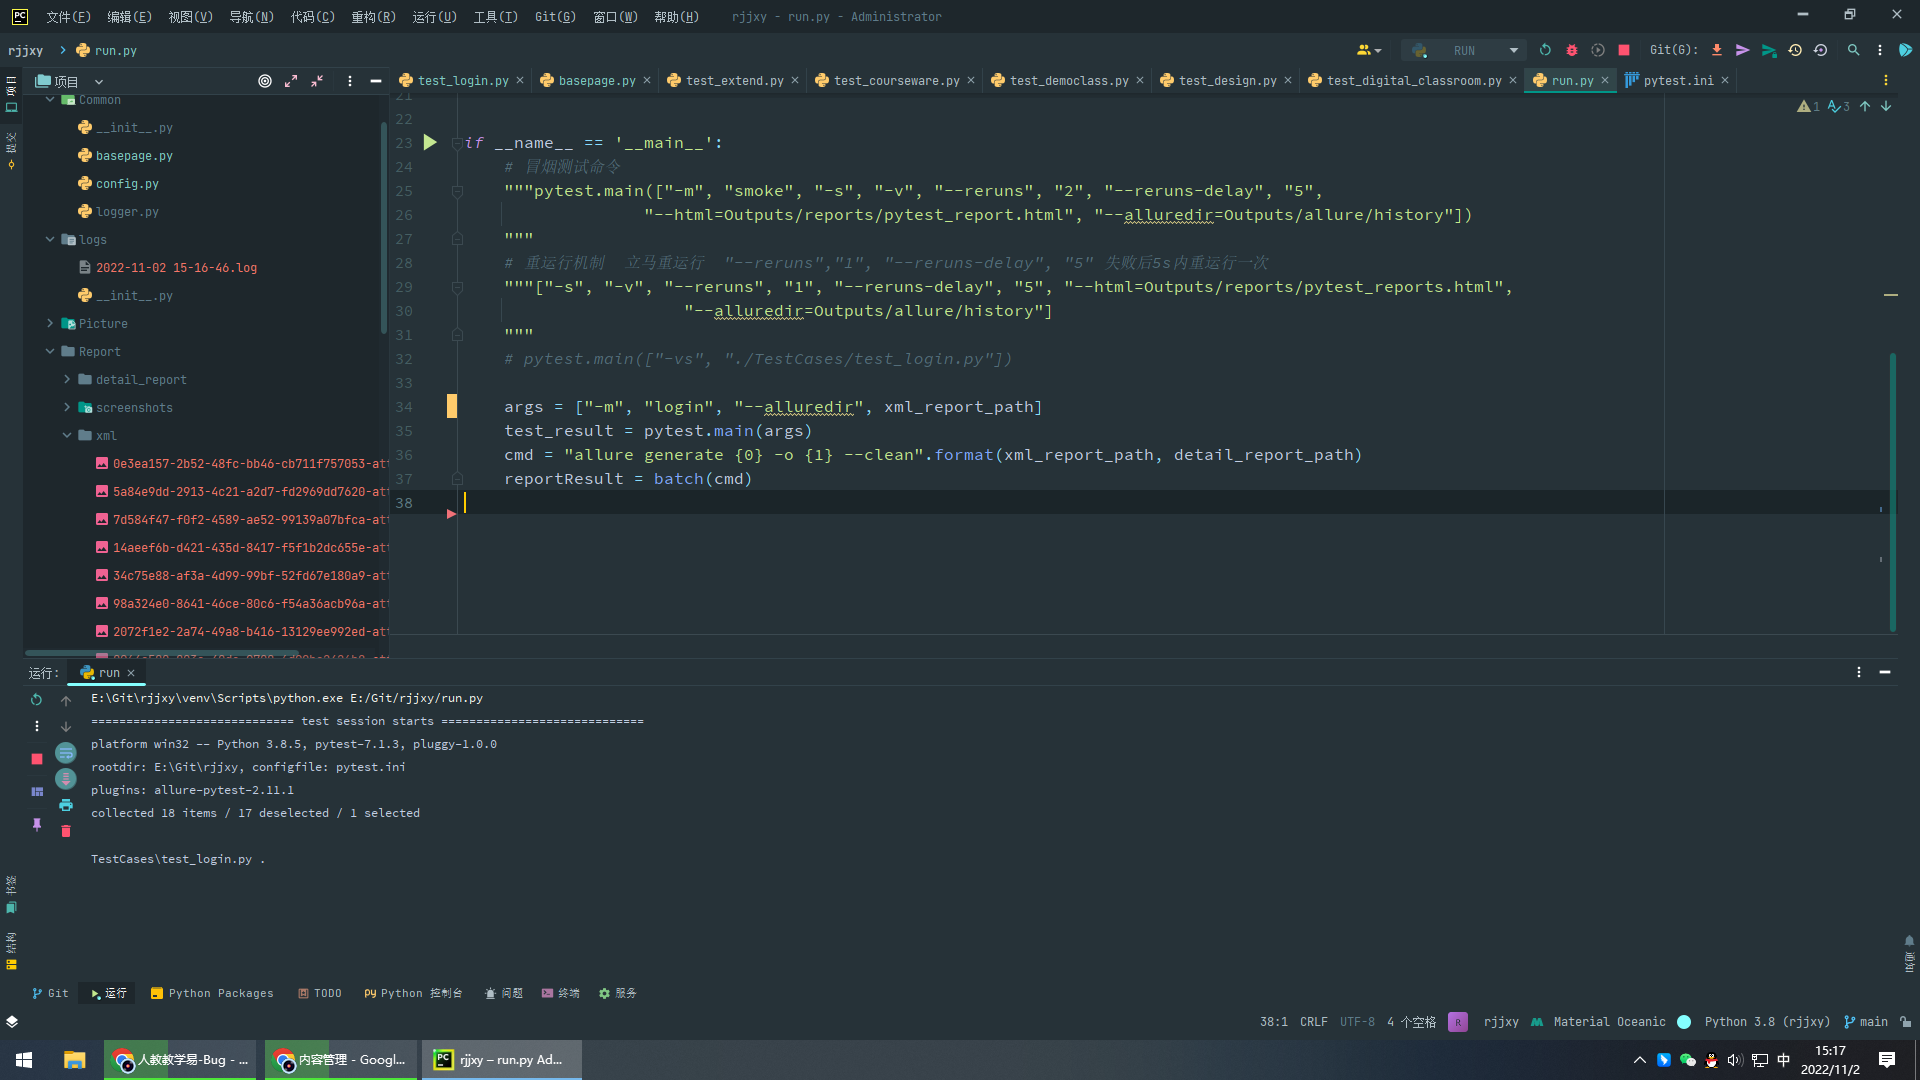 文件(F) 编辑(E) 视图(V) 导航(N) 代码(C) 重构(R) 运行(U) 工具(T) Git(G) 窗口(W) 帮助(H) rjjxy - run.py - Administrator
rjjxy run.py RUN Git(G):
项目
test_login.py basepage.py test_extend.py test_courseware.py test_democlass.py test_design.py test_digital_classroom.py run.py pytest.ini
项目
提交
Common
__init__.py
basepage.py
config.py
logger.py
logs
2022-11-02 15-16-46.log
__init__.py
Picture
Report
detail_report
screenshots
xml
0e3ea157-2b52-48fc-bb46-cb711f757053-att
5a84e9dd-2913-4c21-a2d7-fd2969dd7620-att
7d584f47-f0f2-4589-ae52-99139a07bfca-att
14aeef6b-d421-435d-8417-f5f1b2dc655e-att
34c75e88-af3a-4d99-99bf-52fd67e180a9-att
98a324e0-8641-46ce-80c6-f54a36acb96a-att
2072f1e2-2a74-49a8-b416-13129ee992ed-att
1 3
21
22
23 if __name__ == '__main__':
24 # 冒烟测试命令
25 """pytest.main(["-m", "smoke", "-s", "-v", "--reruns", "2", "--reruns-delay", "5",
26 "--html=Outputs/reports/pytest_report.html", "--alluredir=Outputs/allure/history"])
27 """
28 # 重运行机制 立马重运行 "--reruns","1", "--reruns-delay", "5" 失败后5s内重运行一次
29 """["-s", "-v", "--reruns", "1", "--reruns-delay", "5", "--html=Outputs/reports/pytest_reports.html",
30 "--alluredir=Outputs/allure/history"]
31 """
32 # pytest.main(["-vs", "./TestCases/test_login.py"])
33
34 args = ["-m", "login", "--alluredir", xml_report_path]
35 test_result = pytest.main(args)
36 cmd = "allure generate {0} -o {1} --clean".format(xml_report_path, detail_report_path)
37 reportResult = batch(cmd)
38
运行: run
E:\Git\rjjxy\venv\Scripts\python.exe E:/Git/rjjxy/run.py
============================= test session starts =============================
platform win32 -- Python 3.8.5, pytest-7.1.3, pluggy-1.0.0
rootdir: E:\Git\rjjxy, configfile: pytest.ini
plugins: allure-pytest-2.11.1
collected 18 items / 17 deselected / 1 selected
TestCases\test_login.py .
书签
结构
通知
Git 运行 Python Packages TODO Python 控制台 问题 终端 服务
38:1 CRLF UTF-8 4 个空格 R rjjxy Material Oceanic Python 3.8 (rjjxy) main
人教教学易-Bug - ... 内容管理 - Googl... rjjxy – run.py Ad... 中 15:17
2022/11/2